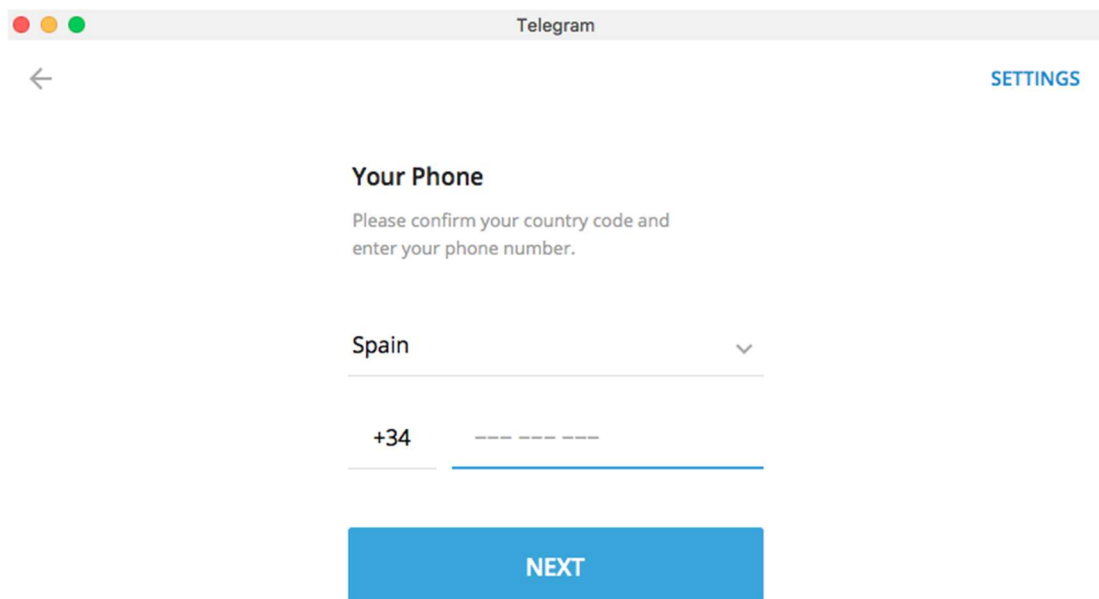 Telegram
SETTINGS
Your Phone
Please confirm your country code and
enter your phone number.
Spain
+34 ––– ––– –––
NEXT